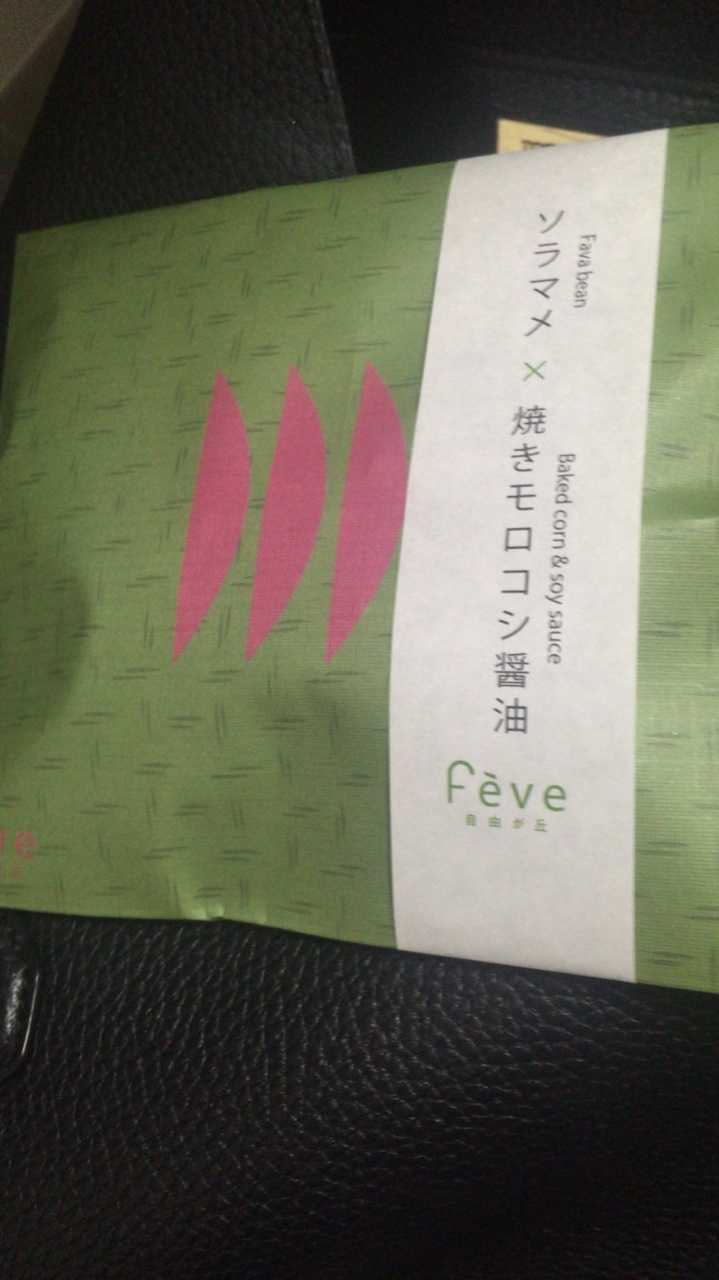 Fava bean
ソラマメ × 焼きモロコシ醤油
Baked corn & soy sauce
fève
自由が丘
ve